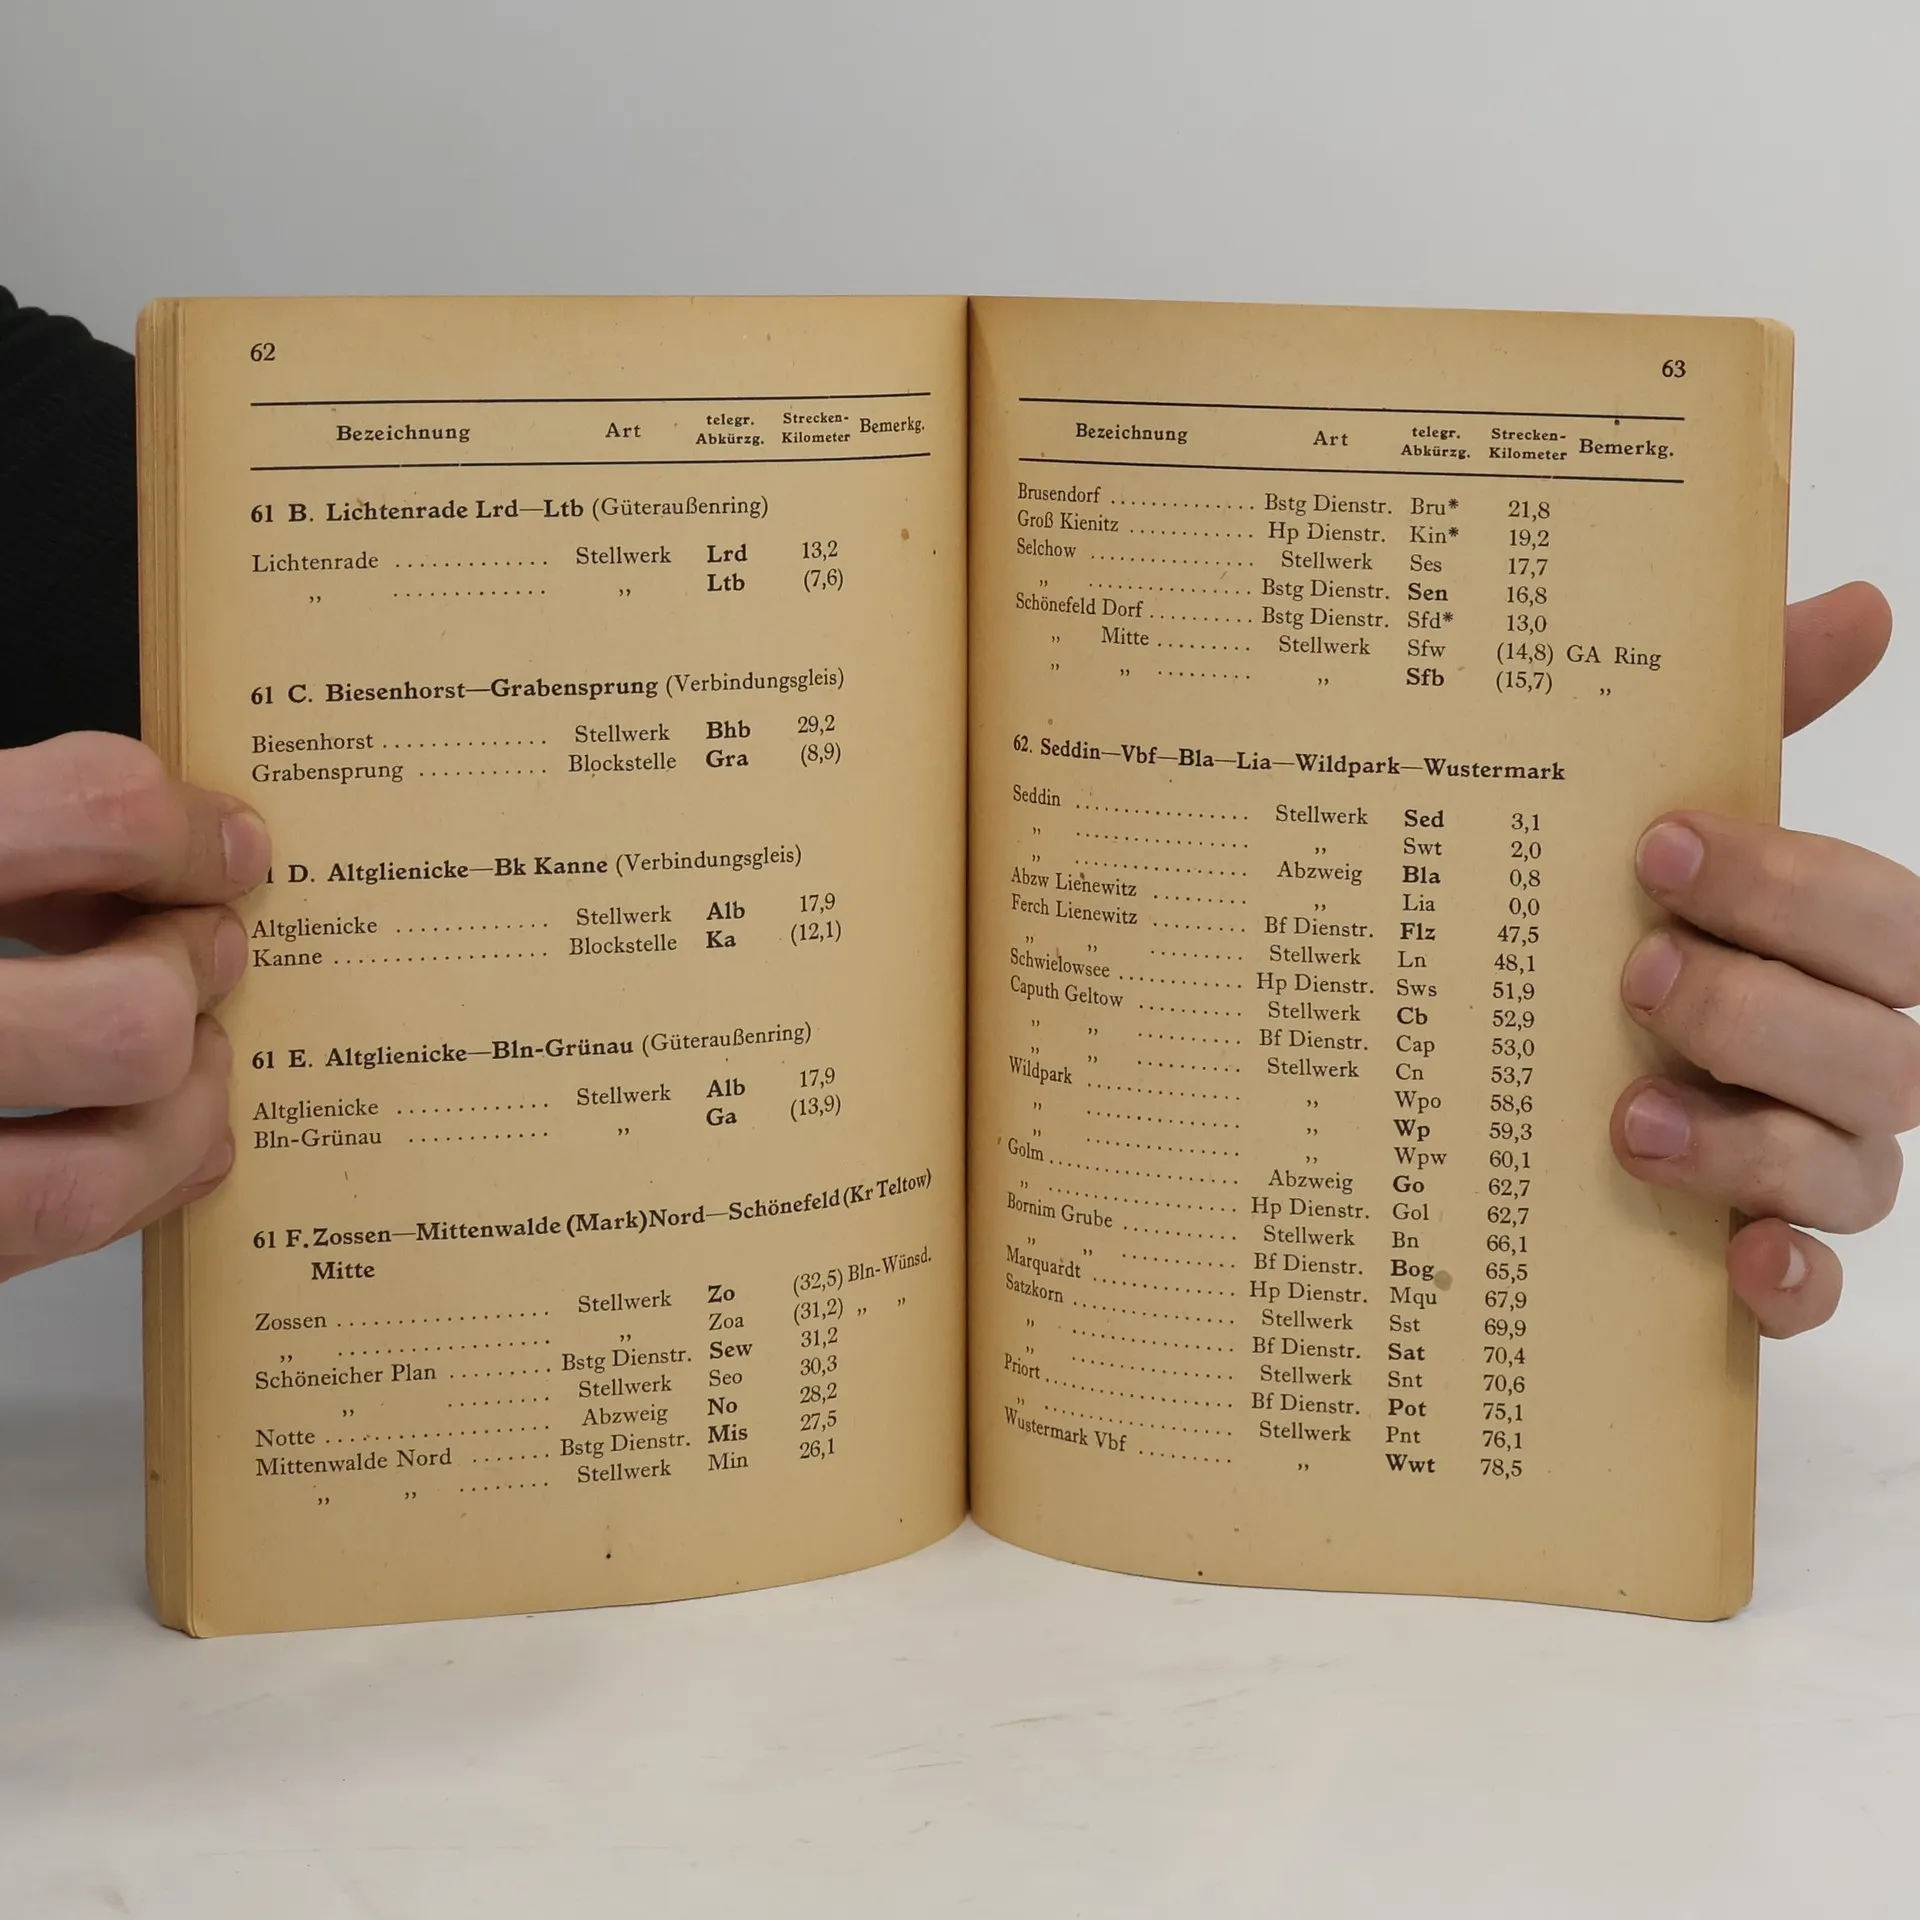 62
Bezeichnung Art telegr. Abkürzg. Strecken-Kilometer Bemerkg.
61 B. Lichtenrade Lrd—Ltb (Güteraußenring)
Lichtenrade ............. Stellwerk Lrd 13,2
„ ............. „ Ltb (7,6)
61 C. Biesenhorst—Grabensprung (Verbindungsgleis)
Biesenhorst .............. Stellwerk Bhb 29,2
Grabensprung ........... Blockstelle Gra (8,9)
1 D. Altglienicke—Bk Kanne (Verbindungsgleis)
Altglienicke ............. Stellwerk Alb 17,9
Kanne .................. Blockstelle Ka (12,1)
61 E. Altglienicke—Bln-Grünau (Güteraußenring)
Altglienicke ............. Stellwerk Alb 17,9
Bln-Grünau ............ „ Ga (13,9)
61 F. Zossen—Mittenwalde (Mark) Nord—Schönefeld (Kr Teltow)
Mitte
Zossen .................. Stellwerk Zo (32,5) Bln-Wünsd.
„ .................. „ Zoa (31,2) „ „
Schöneicher Plan ......... Bstg Dienstr. Sew 31,2
„ ......... Stellwerk Seo 30,3
Notte ................... Abzweig No 28,2
Mittenwalde Nord ....... Bstg Dienstr. Mis 27,5
„ „ ........ Stellwerk Min 26,1
63
Bezeichnung Art telegr. Abkürzg. Strecken-Kilometer Bemerkg.
Brusendorf ............. Bstg Dienstr. Bru* 21,8
Groß Kienitz ............ Hp Dienstr. Kin* 19,2
Selchow ............... Stellwerk Ses 17,7
„ ............... Bstg Dienstr. Sen 16,8
Schönefeld Dorf .......... Bstg Dienstr. Sfd* 13,0
„ Mitte ......... Stellwerk Sfw (14,8) GA Ring
„ „ ......... „ Sfb (15,7) „
62. Seddin—Vbf—Bla—Lia—Wildpark—Wustermark
Seddin ................ Stellwerk Sed 3,1
„ ................ „ Swt 2,0
„ ................ Abzweig Bla 0,8
Abzw Lienewitz ......... „ Lia 0,0
Ferch Lienewitz ......... Bf Dienstr. Flz 47,5
„ „ ......... Stellwerk Ln 48,1
Schwielowsee ............ Hp Dienstr. Sws 51,9
Caputh Geltow .......... Stellwerk Cb 52,9
„ „ .......... Bf Dienstr. Cap 53,0
„ „ .......... Stellwerk Cn 53,7
Wildpark ............... „ Wpo 58,6
„ ............... „ Wp 59,3
„ ............... „ Wpw 60,1
Golm .................. Abzweig Go 62,7
„ .................. Hp Dienstr. Gol 62,7
Bornim Grube ........... Stellwerk Bn 66,1
„ „ ........... Bf Dienstr. Bog 65,5
Marquardt .............. Hp Dienstr. Mqu 67,9
Satzkorn ................ Stellwerk Sst 69,9
„ ................ Bf Dienstr. Sat 70,4
„ ................ Stellwerk Snt 70,6
Priort .................. Bf Dienstr. Pot 75,1
„ .................. Stellwerk Pnt 76,1
Wustermark Vbf ......... „ Wwt 78,5